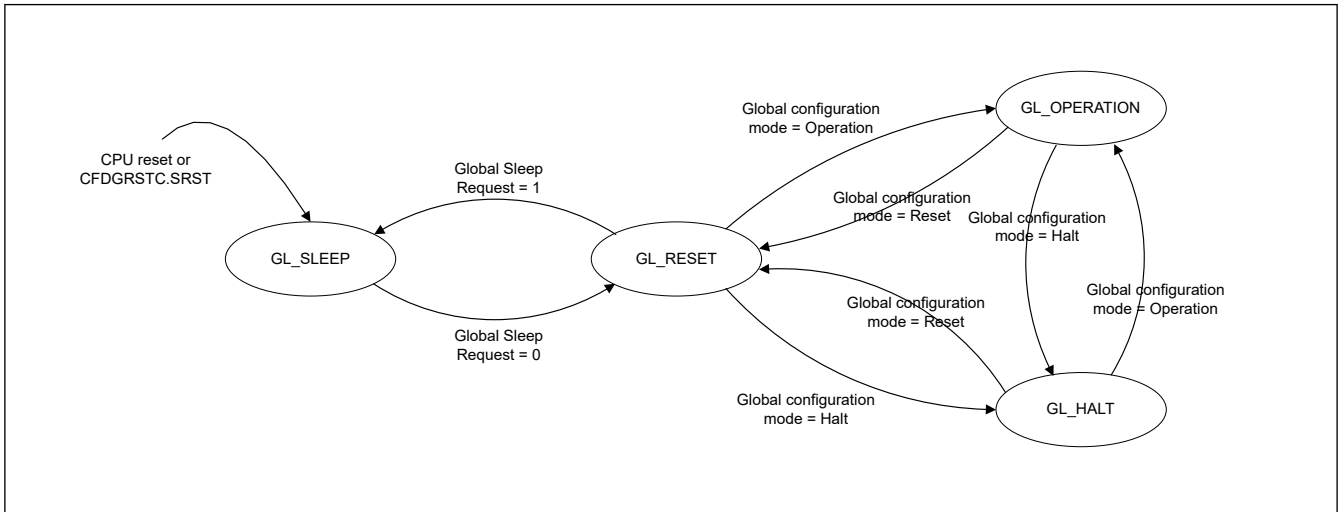 GL_OPERATION
Global configuration
mode = Operation
CPU reset or
CFDGRSTC.SRST
Global Sleep
Request = 1
Global configuration
mode = Reset
Global configuration
mode = Halt
GL_SLEEP
GL_RESET
Global configuration
mode = Operation
Global configuration
mode = Reset
Global Sleep
Request = 0
Global configuration
mode = Halt
GL_HALT